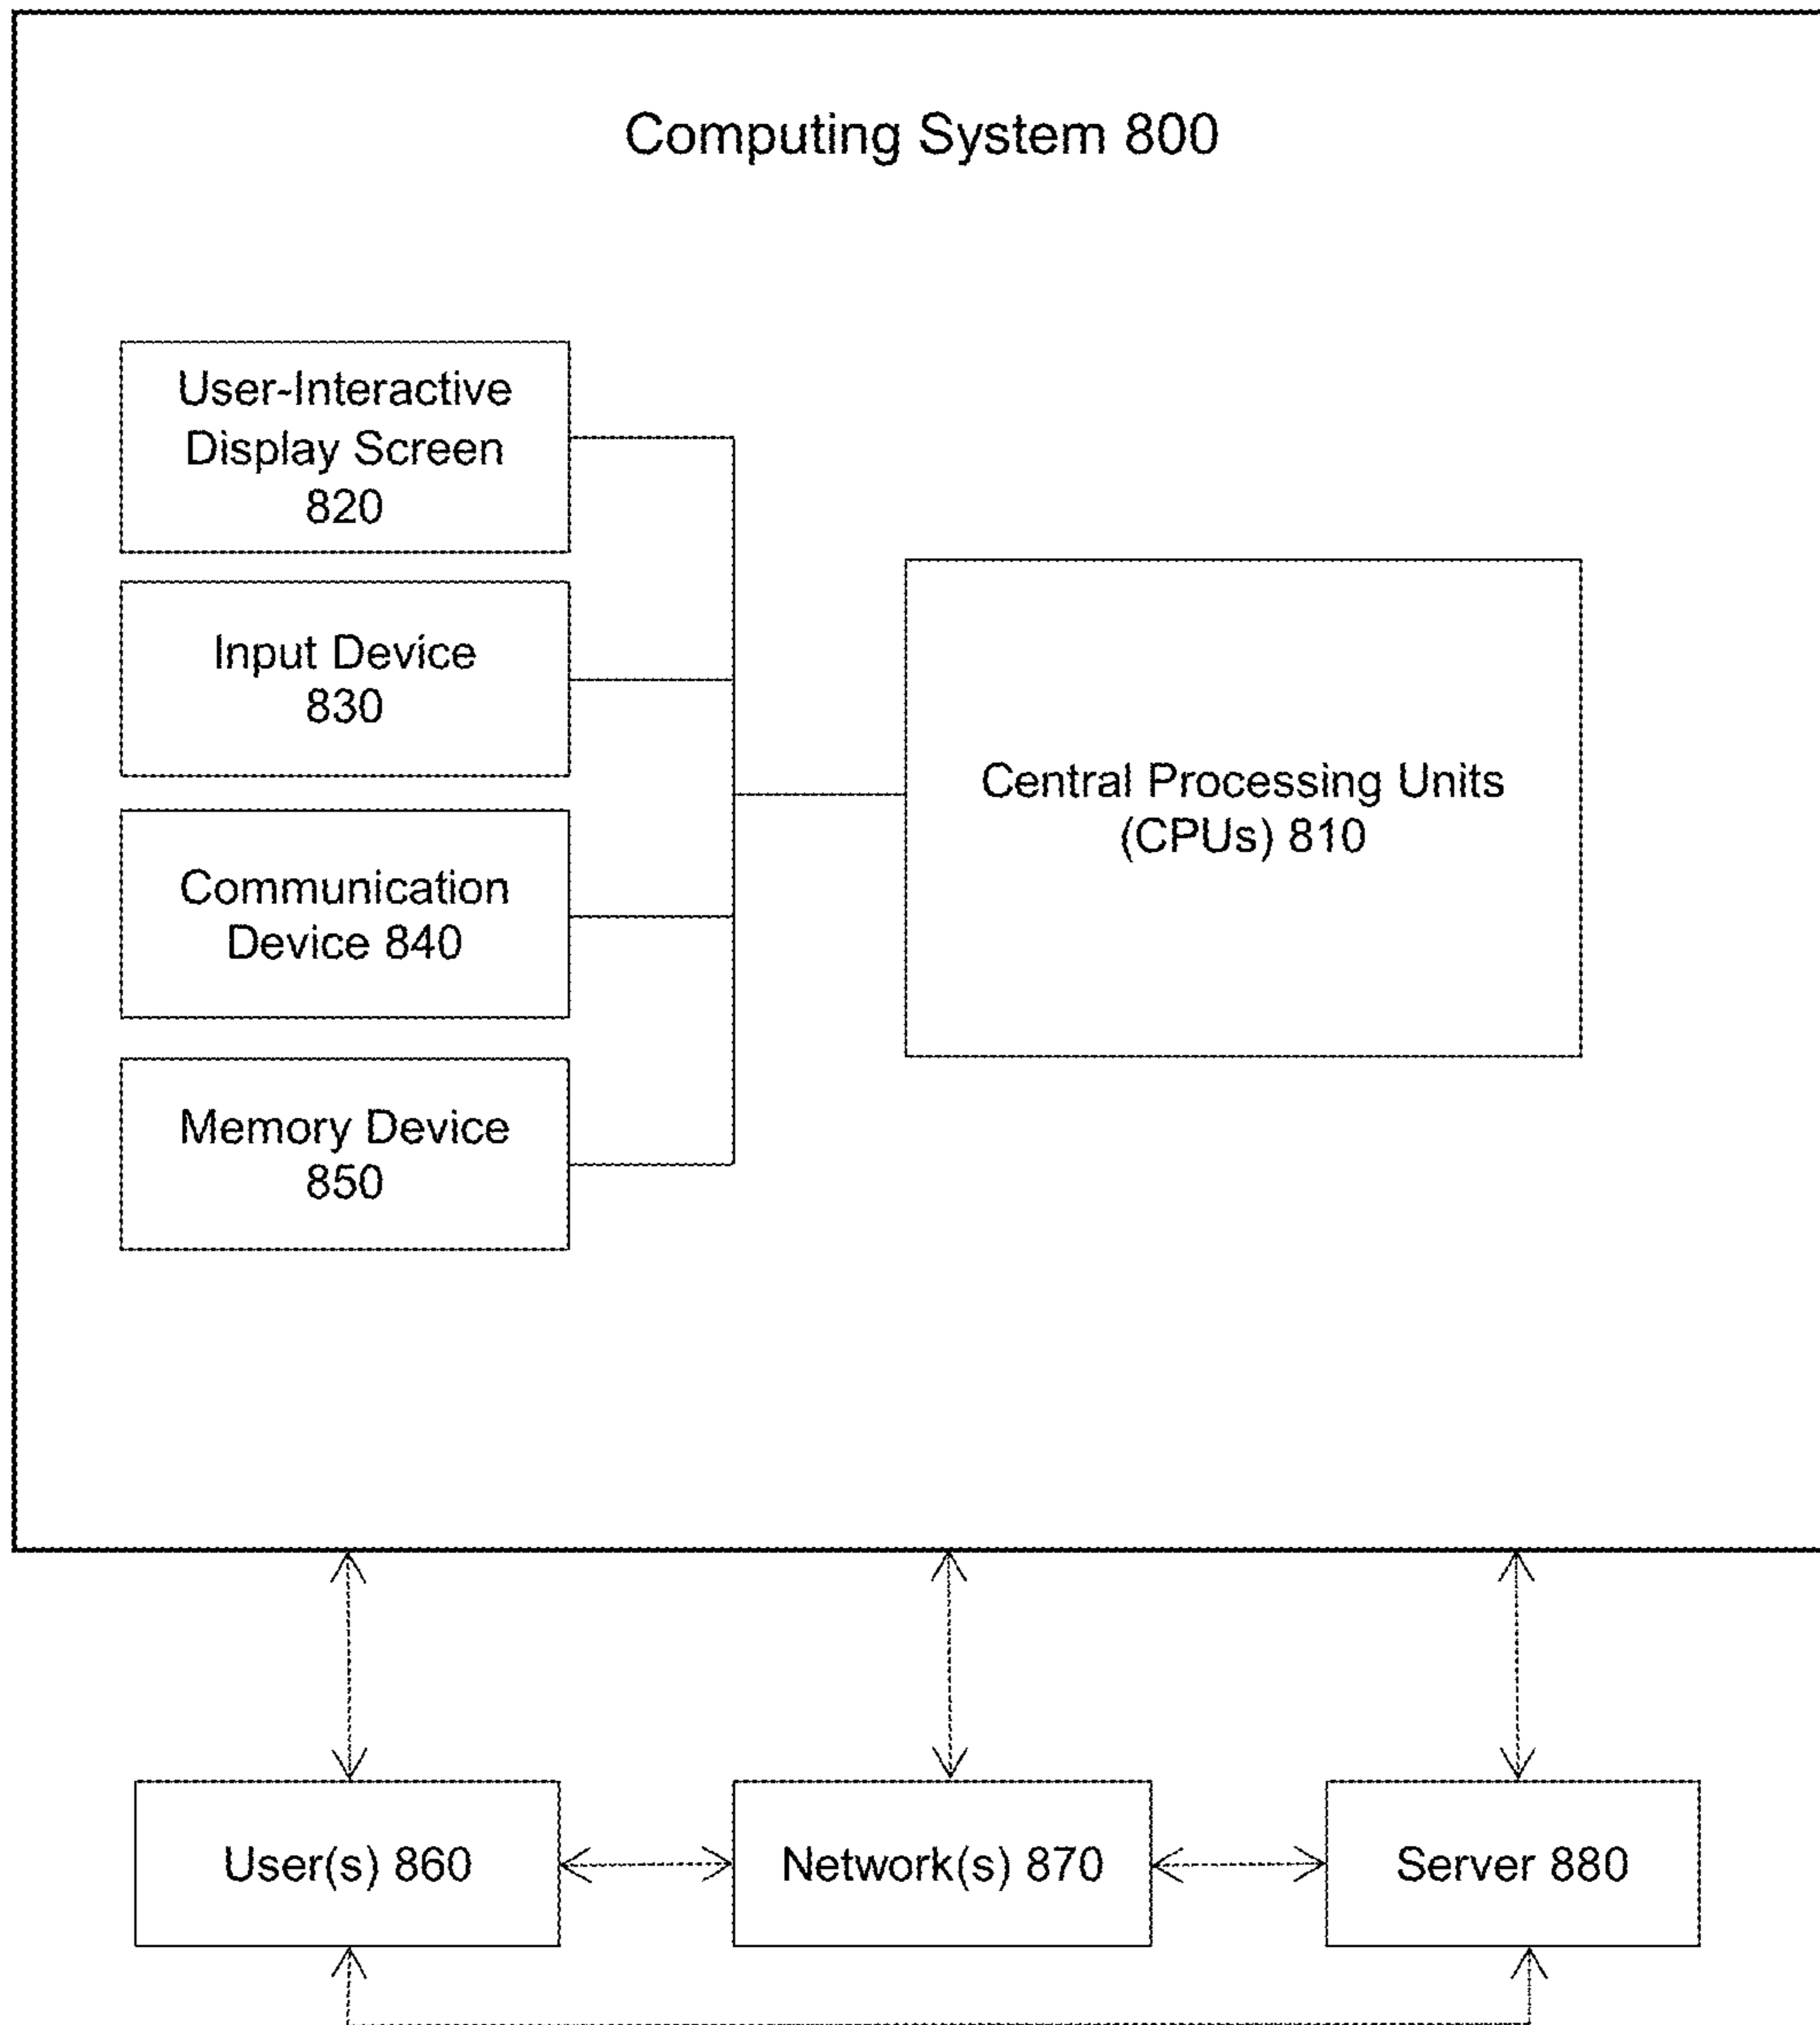 Computing System 800
User-Interactive
Display Screen
820
Input Device
830
Communication
Device 840
Memory Device
850
Central Processing Units
(CPUs) 810
User(s) 860
Network(s) 870
Server 880